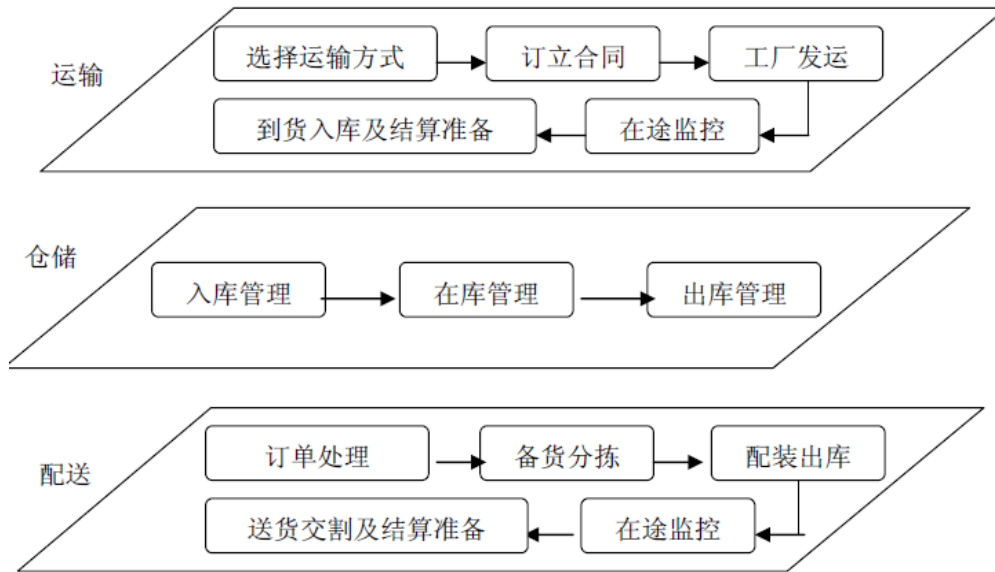 运输
选择运输方式
订立合同
工厂发运
到货入库及结算准备
在途监控
仓储
入库管理
在库管理
出库管理
配送
订单处理
备货分拣
配装出库
送货交割及结算准备
在途监控